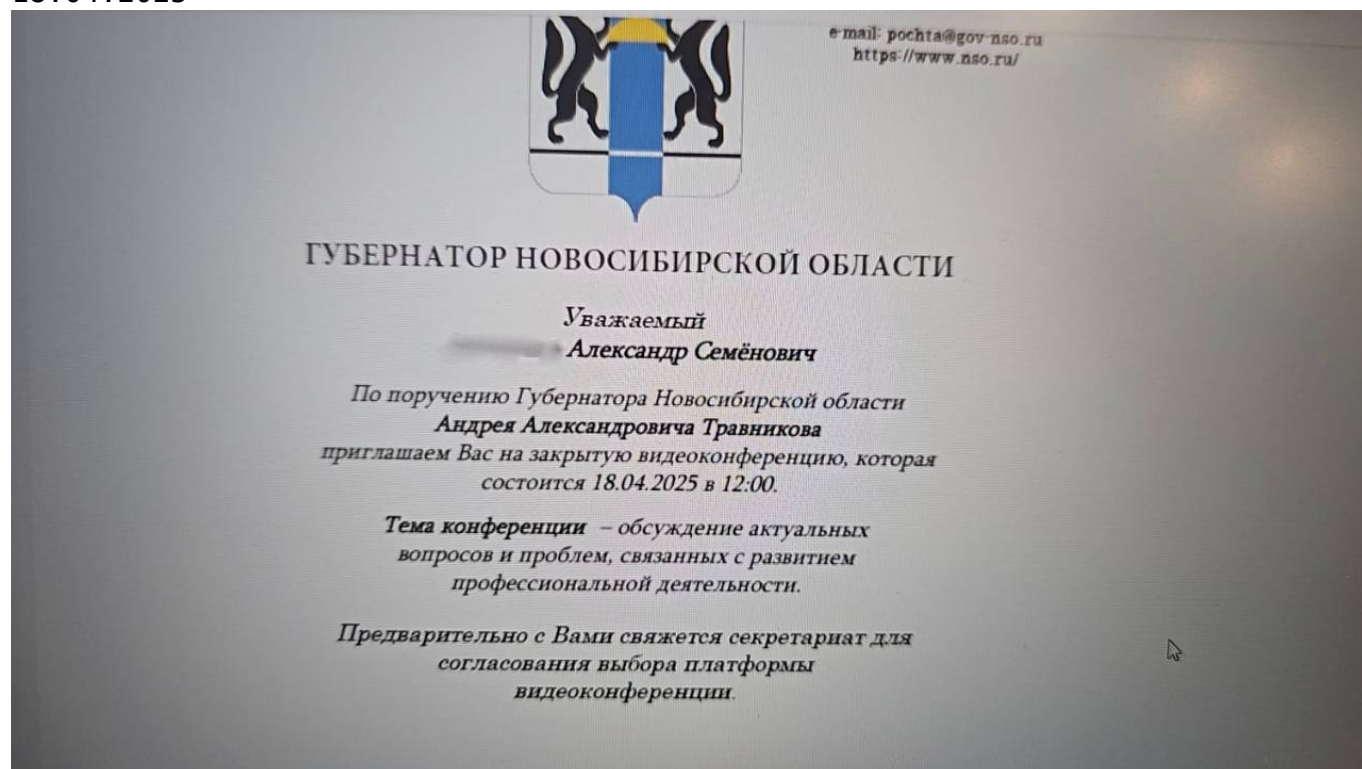 e-mail: pochta@gov-nso.ru
https://www.nso.ru/
ГУБЕРНАТОР НОВОСИБИРСКОЙ ОБЛАСТИ
Уважаемый
Александр Семёнович
По поручению Губернатора Новосибирской области
Андрея Александровича Травникова
приглашаем Вас на закрытую видеоконференцию, которая
состоится 18.04.2025 в 12:00.
Тема конференции – обсуждение актуальных
вопросов и проблем, связанных с развитием
профессиональной деятельности.
Предварительно с Вами свяжется секретариат для
согласования выбора платформы
видеоконференции.